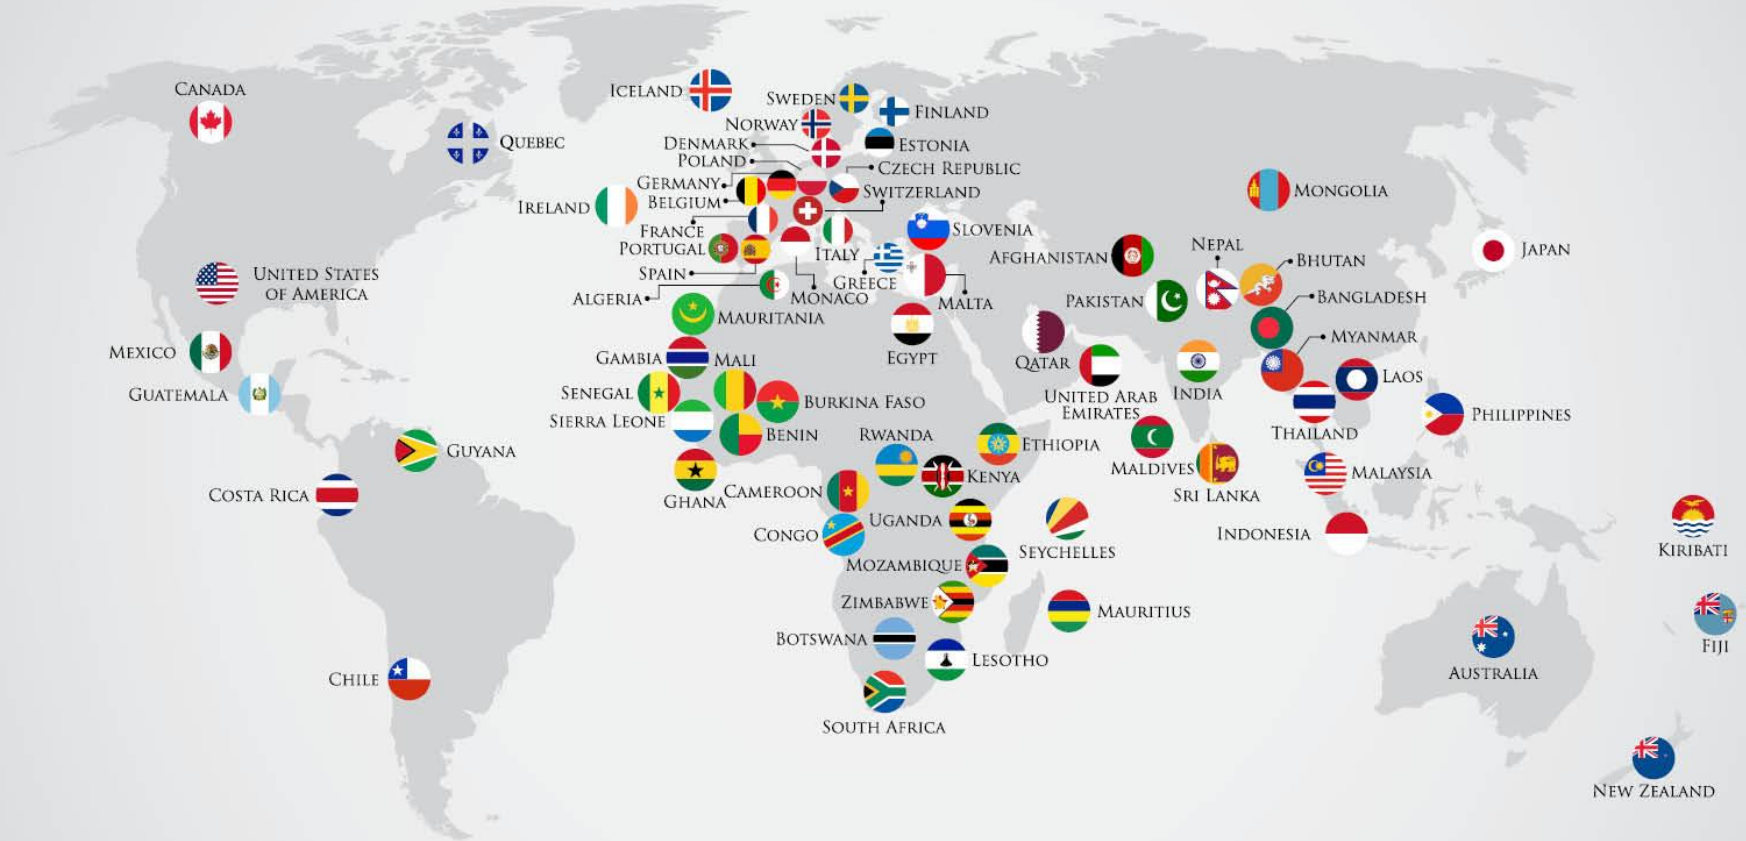 CANADA
QUEBEC
UNITED STATES
OF AMERICA
MEXICO
GUATEMALA
GUYANA
COSTA RICA
CHILE
ICELAND
SWEDEN
FINLAND
NORWAY
DENMARK
ESTONIA
POLAND
CZECH REPUBLIC
GERMANY
SWITZERLAND
BELGIUM
IRELAND
FRANCE
PORTUGAL
ITALY
SLOVENIA
SPAIN
GREECE
ALGERIA
MONACO
MALTA
MAURITANIA
EGYPT
GAMBIA
MALI
SENEGAL
BURKINA FASO
SIERRA LEONE
BENIN
RWANDA
ETHIOPIA
GHANA
CAMEROON
KENYA
CONGO
UGANDA
SEYCHELLES
MOZAMBIQUE
ZIMBABWE
MAURITIUS
BOTSWANA
LESOTHO
SOUTH AFRICA
MONGOLIA
AFGHANISTAN
NEPAL
BHUTAN
JAPAN
PAKISTAN
BANGLADESH
MYANMAR
QATAR
LAOS
UNITED ARAB
EMIRATES
INDIA
PHILIPPINES
THAILAND
MALDIVES
MALAYSIA
SRI LANKA
INDONESIA
KIRIBATI
FIJI
AUSTRALIA
NEW ZEALAND